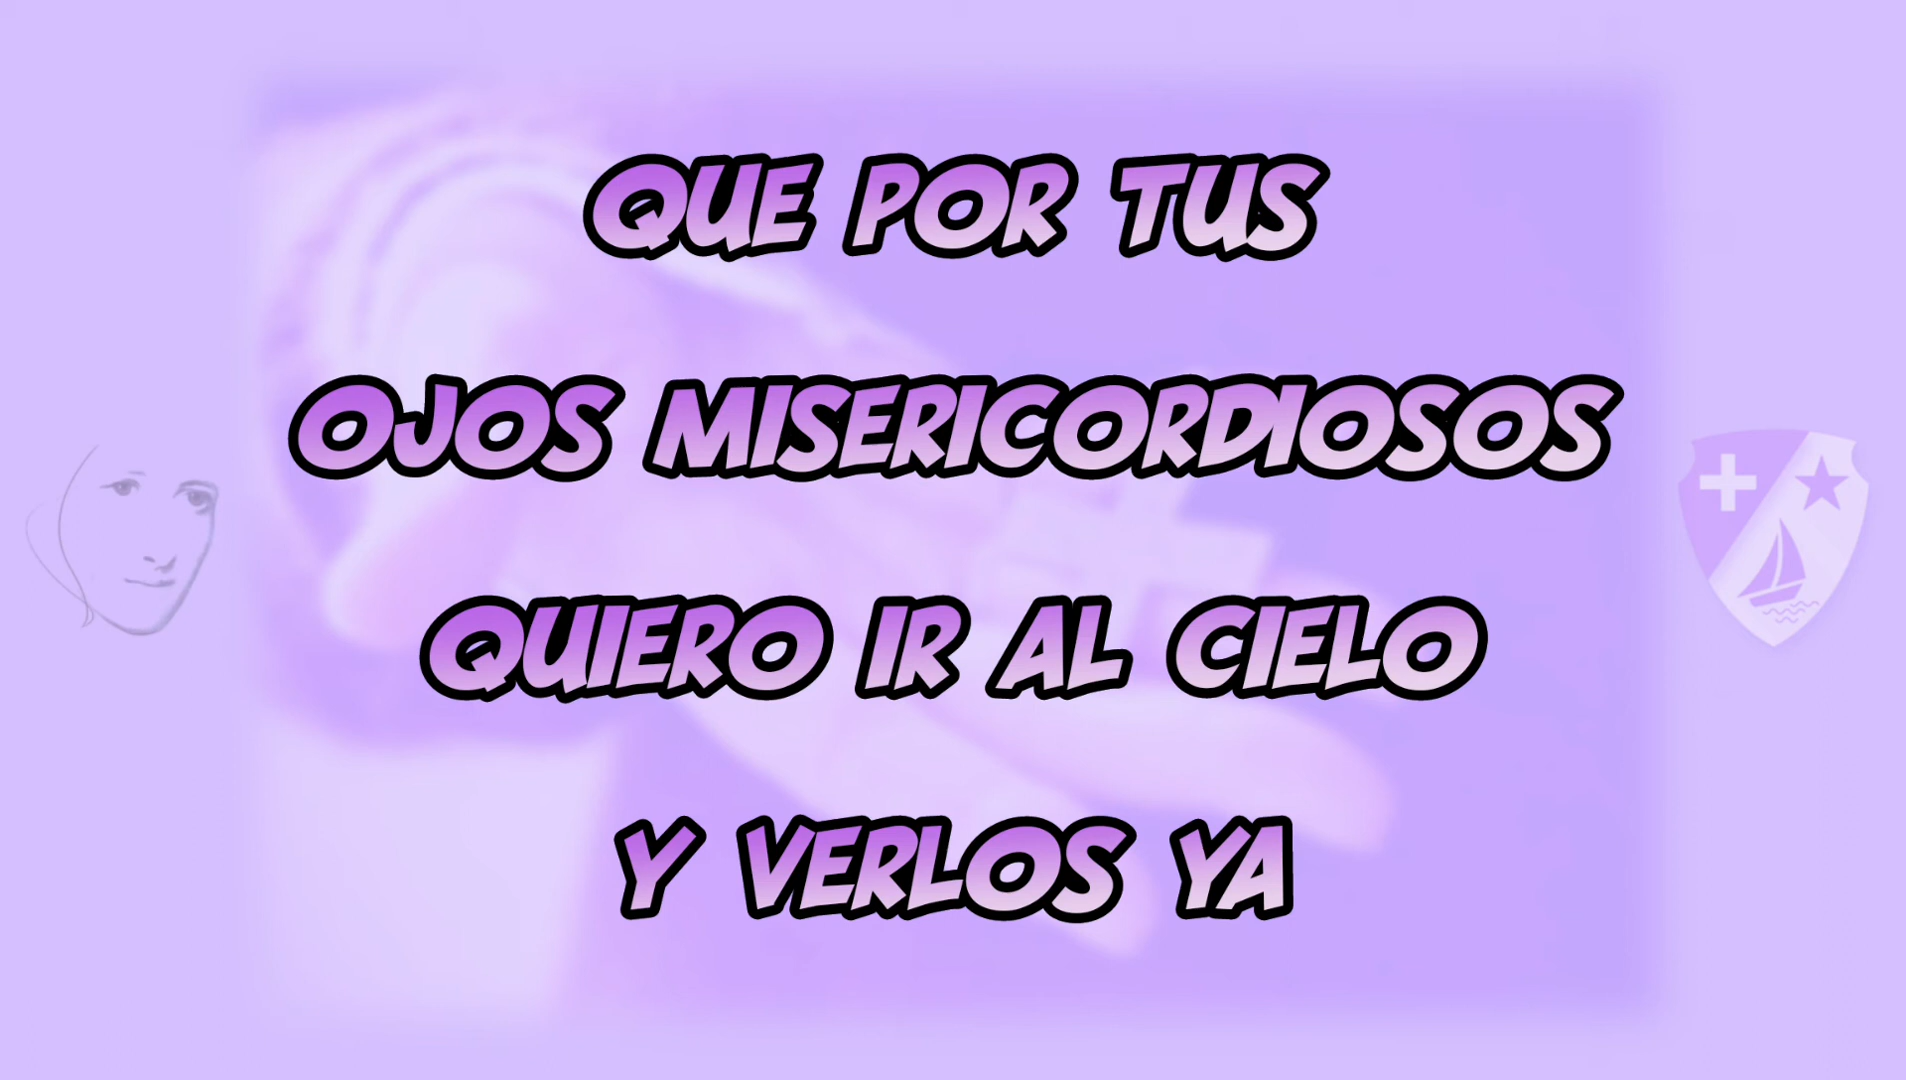 QUE POR TUS
OJOS MISERICORDIOSOS
QUIERO IR AL CIELO
Y VERLOS YA